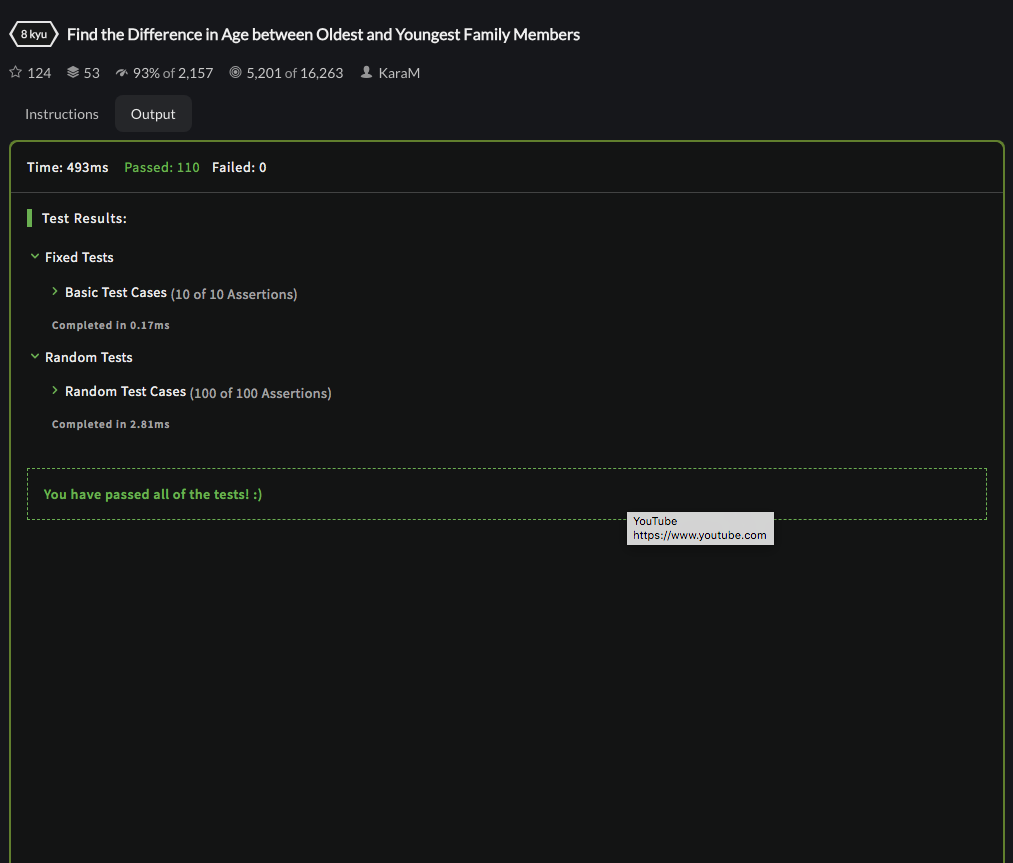 8 kyu Find the Difference in Age between Oldest and Youngest Family Members
124 53 93% of 2,157 5,201 of 16,263 KaraM
Instructions Output
Time: 493ms Passed: 110 Failed: 0
Test Results:
Fixed Tests
Basic Test Cases (10 of 10 Assertions)
Completed in 0.17ms
Random Tests
Random Test Cases (100 of 100 Assertions)
Completed in 2.81ms
You have passed all of the tests! :)
YouTube
https://www.youtube.com